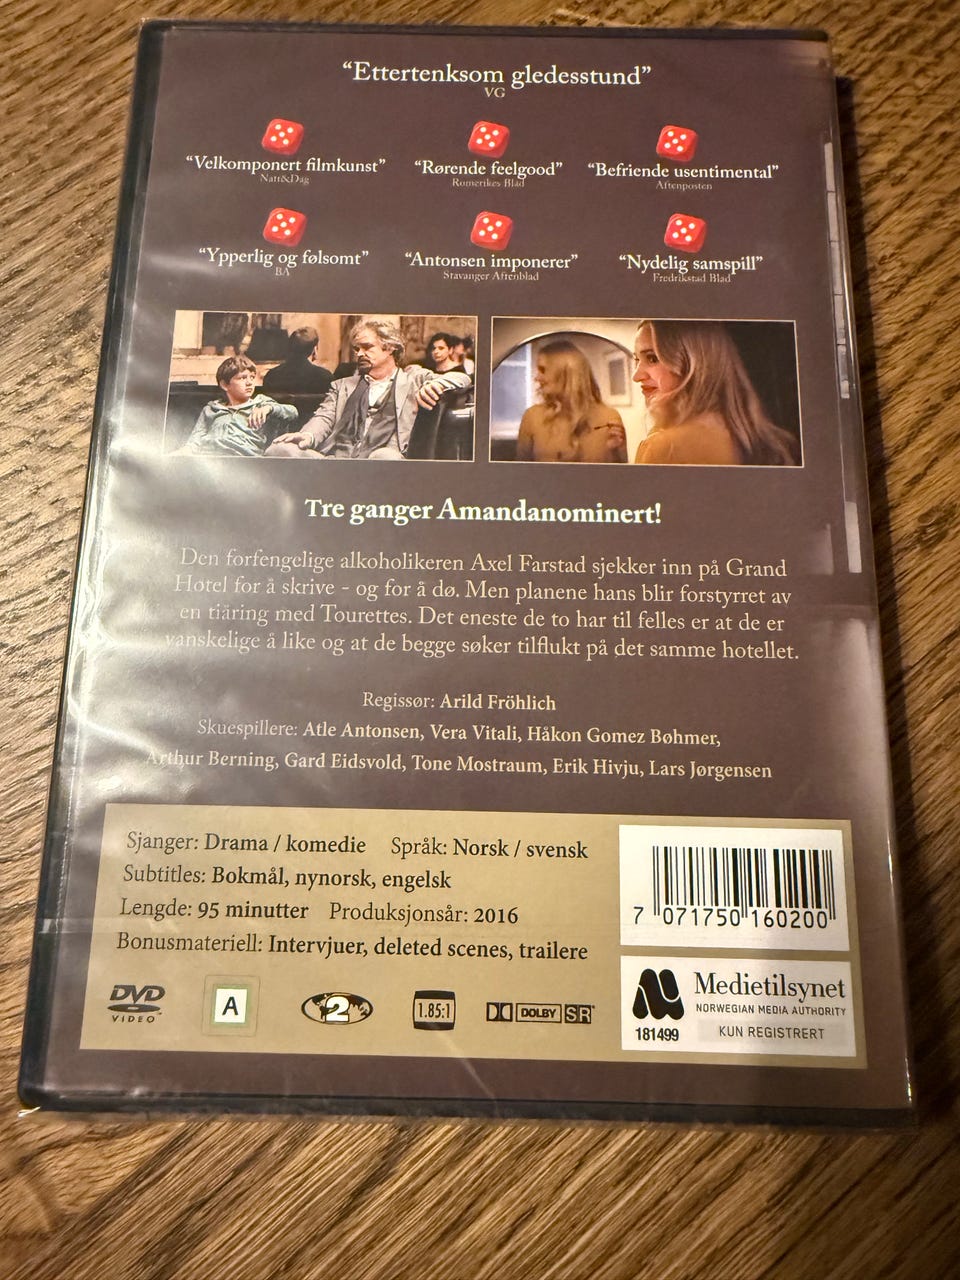 “Ettertenksom gledesstund”
VG
“Velkomponert filmkunst”
Natt&Dag
“Rørende feelgood”
Romerikes Blad
“Befriende usentimental”
Aftenposten
“Ypperlig og følsomt”
BA
“Antonsen imponerer”
Stavanger Aftenblad
“Nydelig samspill”
Fredrikstad Blad
Tre ganger Amandanominert!
Den forfengelige alkoholikeren Axel Farstad sjekker inn på Grand
Hotel for å skrive - og for å dø. Men planene hans blir forstyrret av
en tiåring med Tourettes. Det eneste de to har til felles er at de er
vanskelige å like og at de begge søker tilflukt på det samme hotellet.
Regissør: Arild Fröhlich
Skuespillere: Atle Antonsen, Vera Vitali, Håkon Gomez Bøhmer,
Arthur Berning, Gard Eidsvold, Tone Mostraum, Erik Hivju, Lars Jørgensen
Sjanger: Drama / komedie Språk: Norsk / svensk
Subtitles: Bokmål, nynorsk, engelsk
Lengde: 95 minutter Produksjonsår: 2016
Bonusmateriell: Intervjuer, deleted scenes, trailere
DVD VIDEO
A
2
1.85:1
DOLBY SR
7 071750 160200
Medietilsynet
NORWEGIAN MEDIA AUTHORITY
181499 KUN REGISTRERT